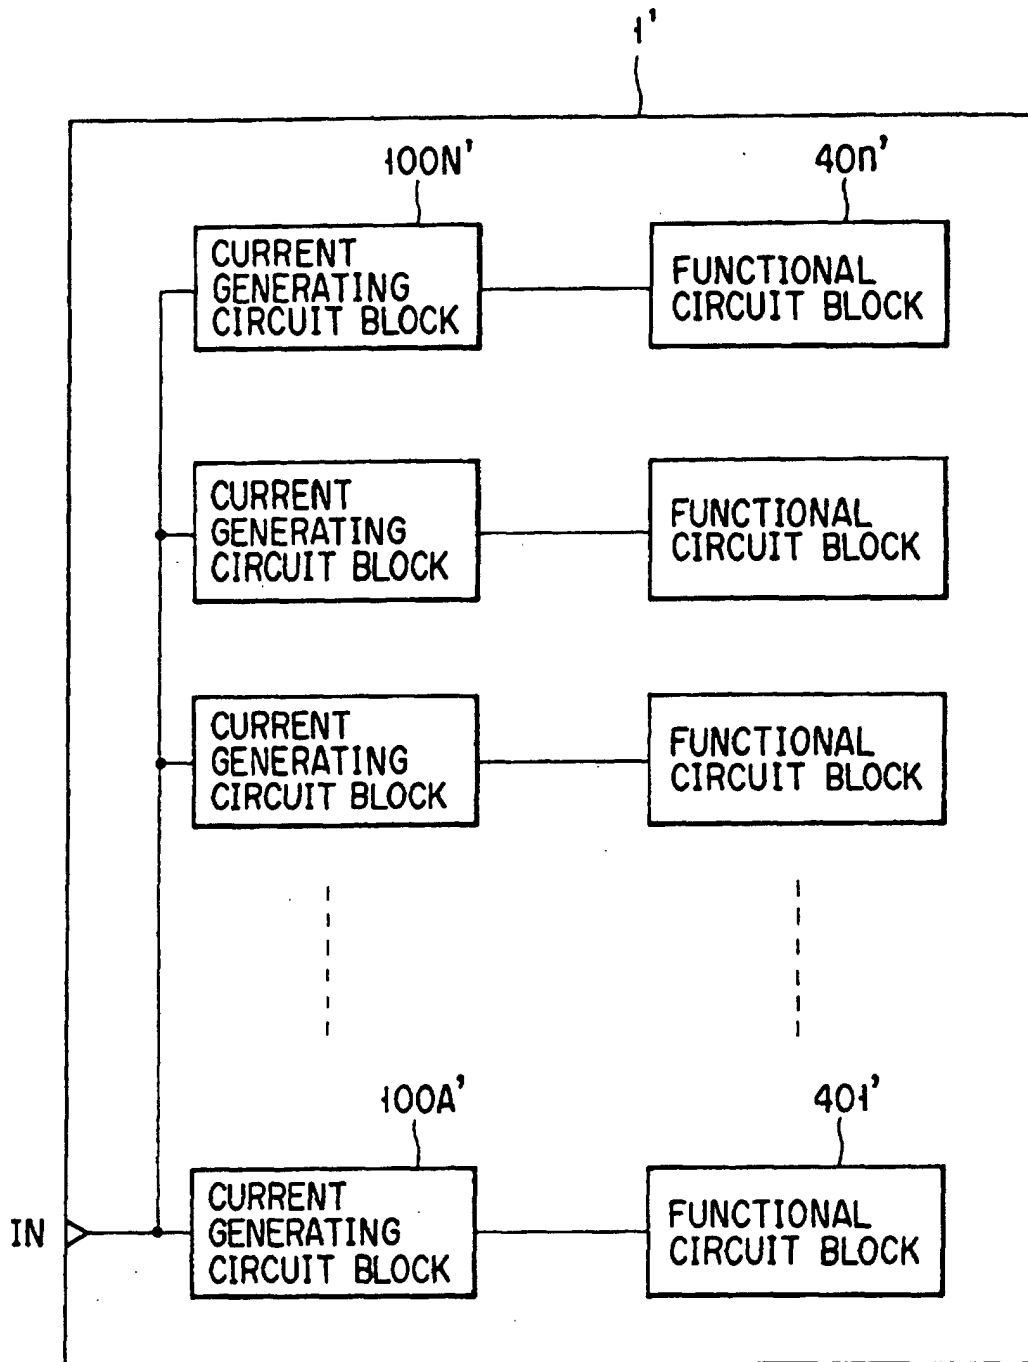 1'
100N'
40n'
CURRENT
GENERATING
CIRCUIT BLOCK
FUNCTIONAL
CIRCUIT BLOCK
CURRENT
GENERATING
CIRCUIT BLOCK
FUNCTIONAL
CIRCUIT BLOCK
CURRENT
GENERATING
CIRCUIT BLOCK
FUNCTIONAL
CIRCUIT BLOCK
100A'
401'
IN
CURRENT
GENERATING
CIRCUIT BLOCK
FUNCTIONAL
CIRCUIT BLOCK